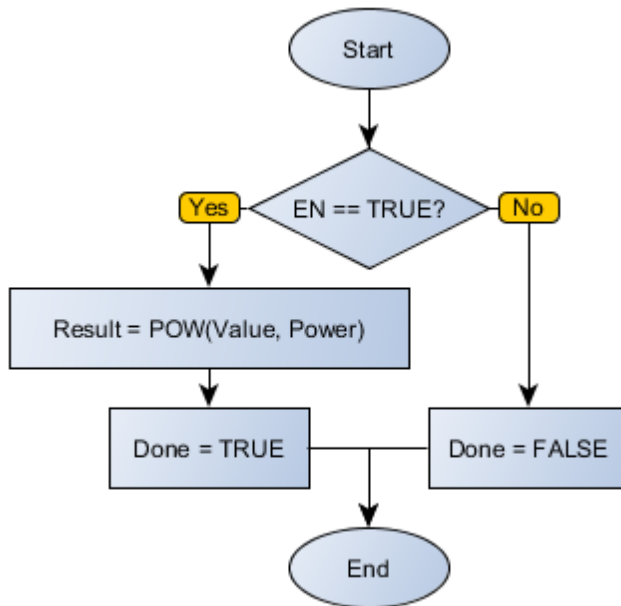 Start
EN == TRUE?
Yes
No
Result = POW(Value, Power)
Done = TRUE
Done = FALSE
End